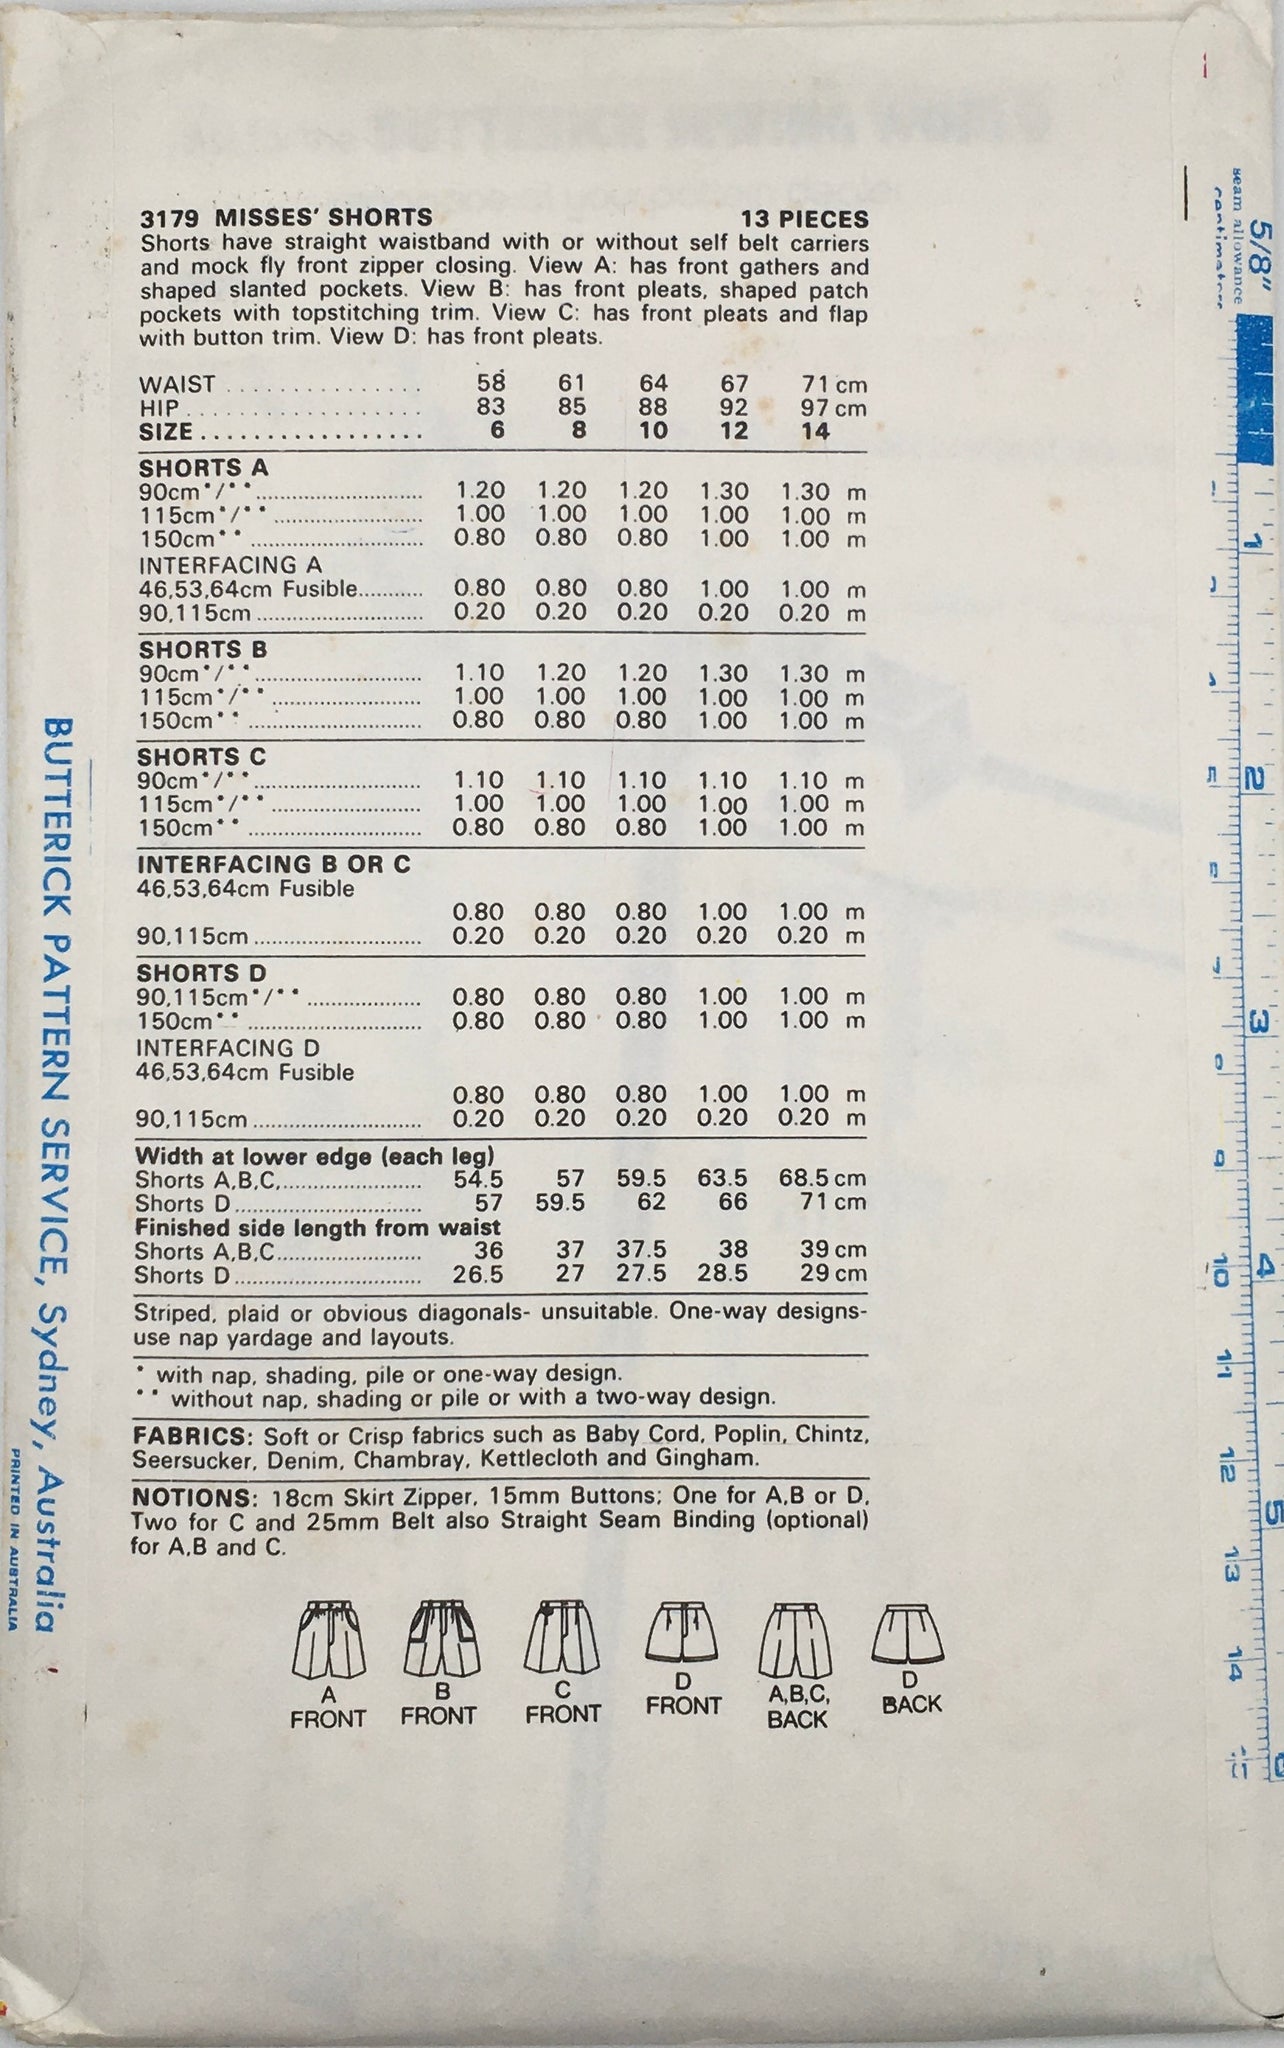 3179 MISSES' SHORTS 13 PIECES
Shorts have straight waistband with or without self belt carriers
and mock fly front zipper closing. View A: has front gathers and
shaped slanted pockets. View B: has front pleats, shaped patch
pockets with topstitching trim. View C: has front pleats and flap
with button trim. View D: has front pleats.
WAIST ................ 58 61 64 67 71 cm
HIP.................. 83 85 88 92 97 cm
SIZE................. 6 8 10 12 14
SHORTS A
90cm*/**............................ 1.20 1.20 1.20 1.30 1.30 m
115cm*/** ......................... 1.00 1.00 1.00 1.00 1.00 m
150cm** ............................. 0.80 0.80 0.80 1.00 1.00 m
INTERFACING A
46,53,64cm Fusible........... 0.80 0.80 0.80 1.00 1.00 m
90,115cm ............................ 0.20 0.20 0.20 0.20 0.20 m
SHORTS B
90cm*/**............................ 1.10 1.20 1.20 1.30 1.30 m
115cm*/** ......................... 1.00 1.00 1.00 1.00 1.00 m
150cm** ............................. 0.80 0.80 0.80 1.00 1.00 m
SHORTS C
90cm*/**............................ 1.10 1.10 1.10 1.10 1.10 m
115cm*/** ......................... 1.00 1.00 1.00 1.00 1.00 m
150cm** ............................. 0.80 0.80 0.80 1.00 1.00 m
INTERFACING B OR C
46,53,64cm Fusible
0.80 0.80 0.80 1.00 1.00 m
90,115cm ............................ 0.20 0.20 0.20 0.20 0.20 m
SHORTS D
90,115cm*/** ................... 0.80 0.80 0.80 1.00 1.00 m
150cm** ............................. 0.80 0.80 0.80 1.00 1.00 m
INTERFACING D
46,53,64cm Fusible
0.80 0.80 0.80 1.00 1.00 m
90,115cm ............................ 0.20 0.20 0.20 0.20 0.20 m
Width at lower edge (each leg)
Shorts A,B,C,....................... 54.5 57 59.5 63.5 68.5 cm
Shorts D............................... 57 59.5 62 66 71 cm
Finished side length from waist
Shorts A,B,C........................ 36 37 37.5 38 39 cm
Shorts D............................... 26.5 27 27.5 28.5 29 cm
Striped, plaid or obvious diagonals- unsuitable. One-way designs-
use nap yardage and layouts.
* with nap, shading, pile or one-way design.
** without nap, shading or pile or with a two-way design.
FABRICS: Soft or Crisp fabrics such as Baby Cord, Poplin, Chintz,
Seersucker, Denim, Chambray, Kettlecloth and Gingham.
NOTIONS: 18cm Skirt Zipper, 15mm Buttons; One for A,B or D,
Two for C and 25mm Belt also Straight Seam Binding (optional)
for A,B and C.
A
FRONT
B
FRONT
C
FRONT
D
FRONT
A,B,C,
BACK
D
BACK
BUTTERICK PATTERN SERVICE, Sydney, Australia
PRINTED IN AUSTRALIA
5/8"
seam allowance
1
2
3
4
5
9
10
11
12
13
14